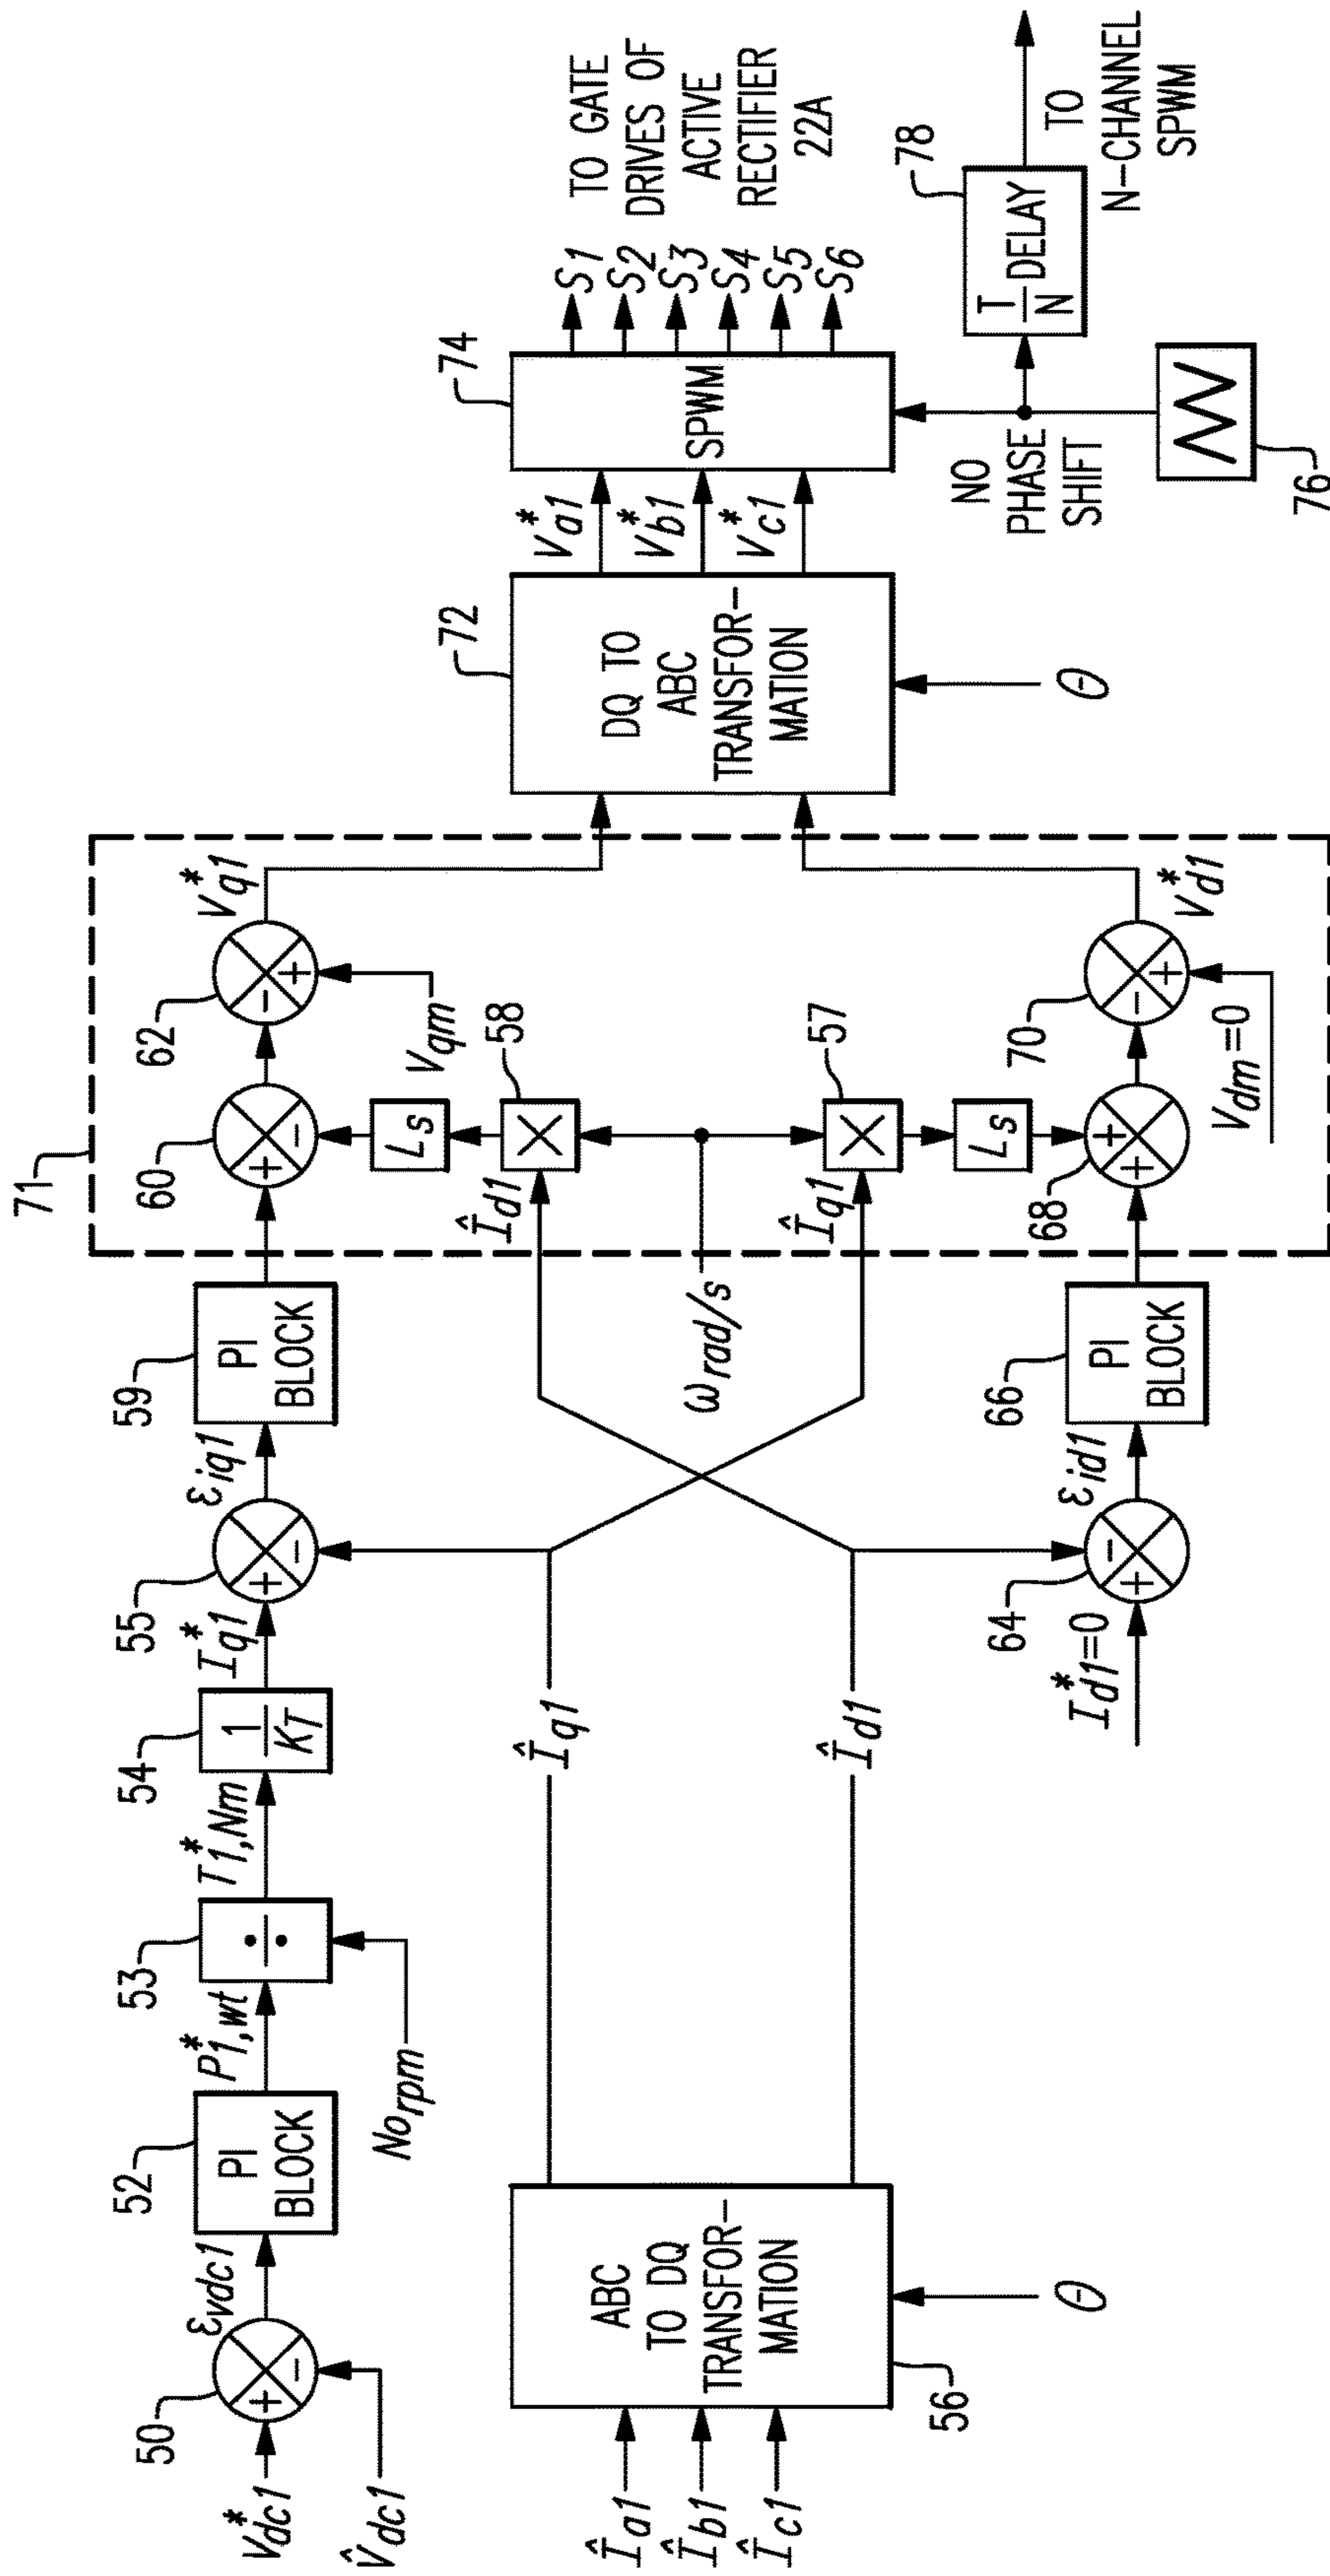 71
50
52
53
54
55
59
60
62
V*dc1
V̂dc1
εvdc1
PI
BLOCK
P*1,wt
Norpm
÷
T*1,Nm
1
KT
I*q1
εiq1
PI
BLOCK
+
-
+
-
+
-
-
+
V*q1
Vqm
Ls
58
Îd1
ωrad/s
Îq1
57
Ls
Îa1
Îb1
Îc1
ABC
TO DQ
TRANSFOR-
MATION
56
θ
Îq1
Îd1
I*d1=0
64
+
-
εid1
66
PI
BLOCK
68
+
+
70
-
+
Vdm=0
V*d1
72
DQ TO
ABC
TRANSFOR-
MATION
θ
V*a1
V*b1
V*c1
74
SPWM
S1
S2
S3
S4
S5
S6
TO GATE
DRIVES OF
ACTIVE
RECTIFIER
22A
NO
PHASE
SHIFT
76
78
T
N
DELAY
TO
N-CHANNEL
SPWM